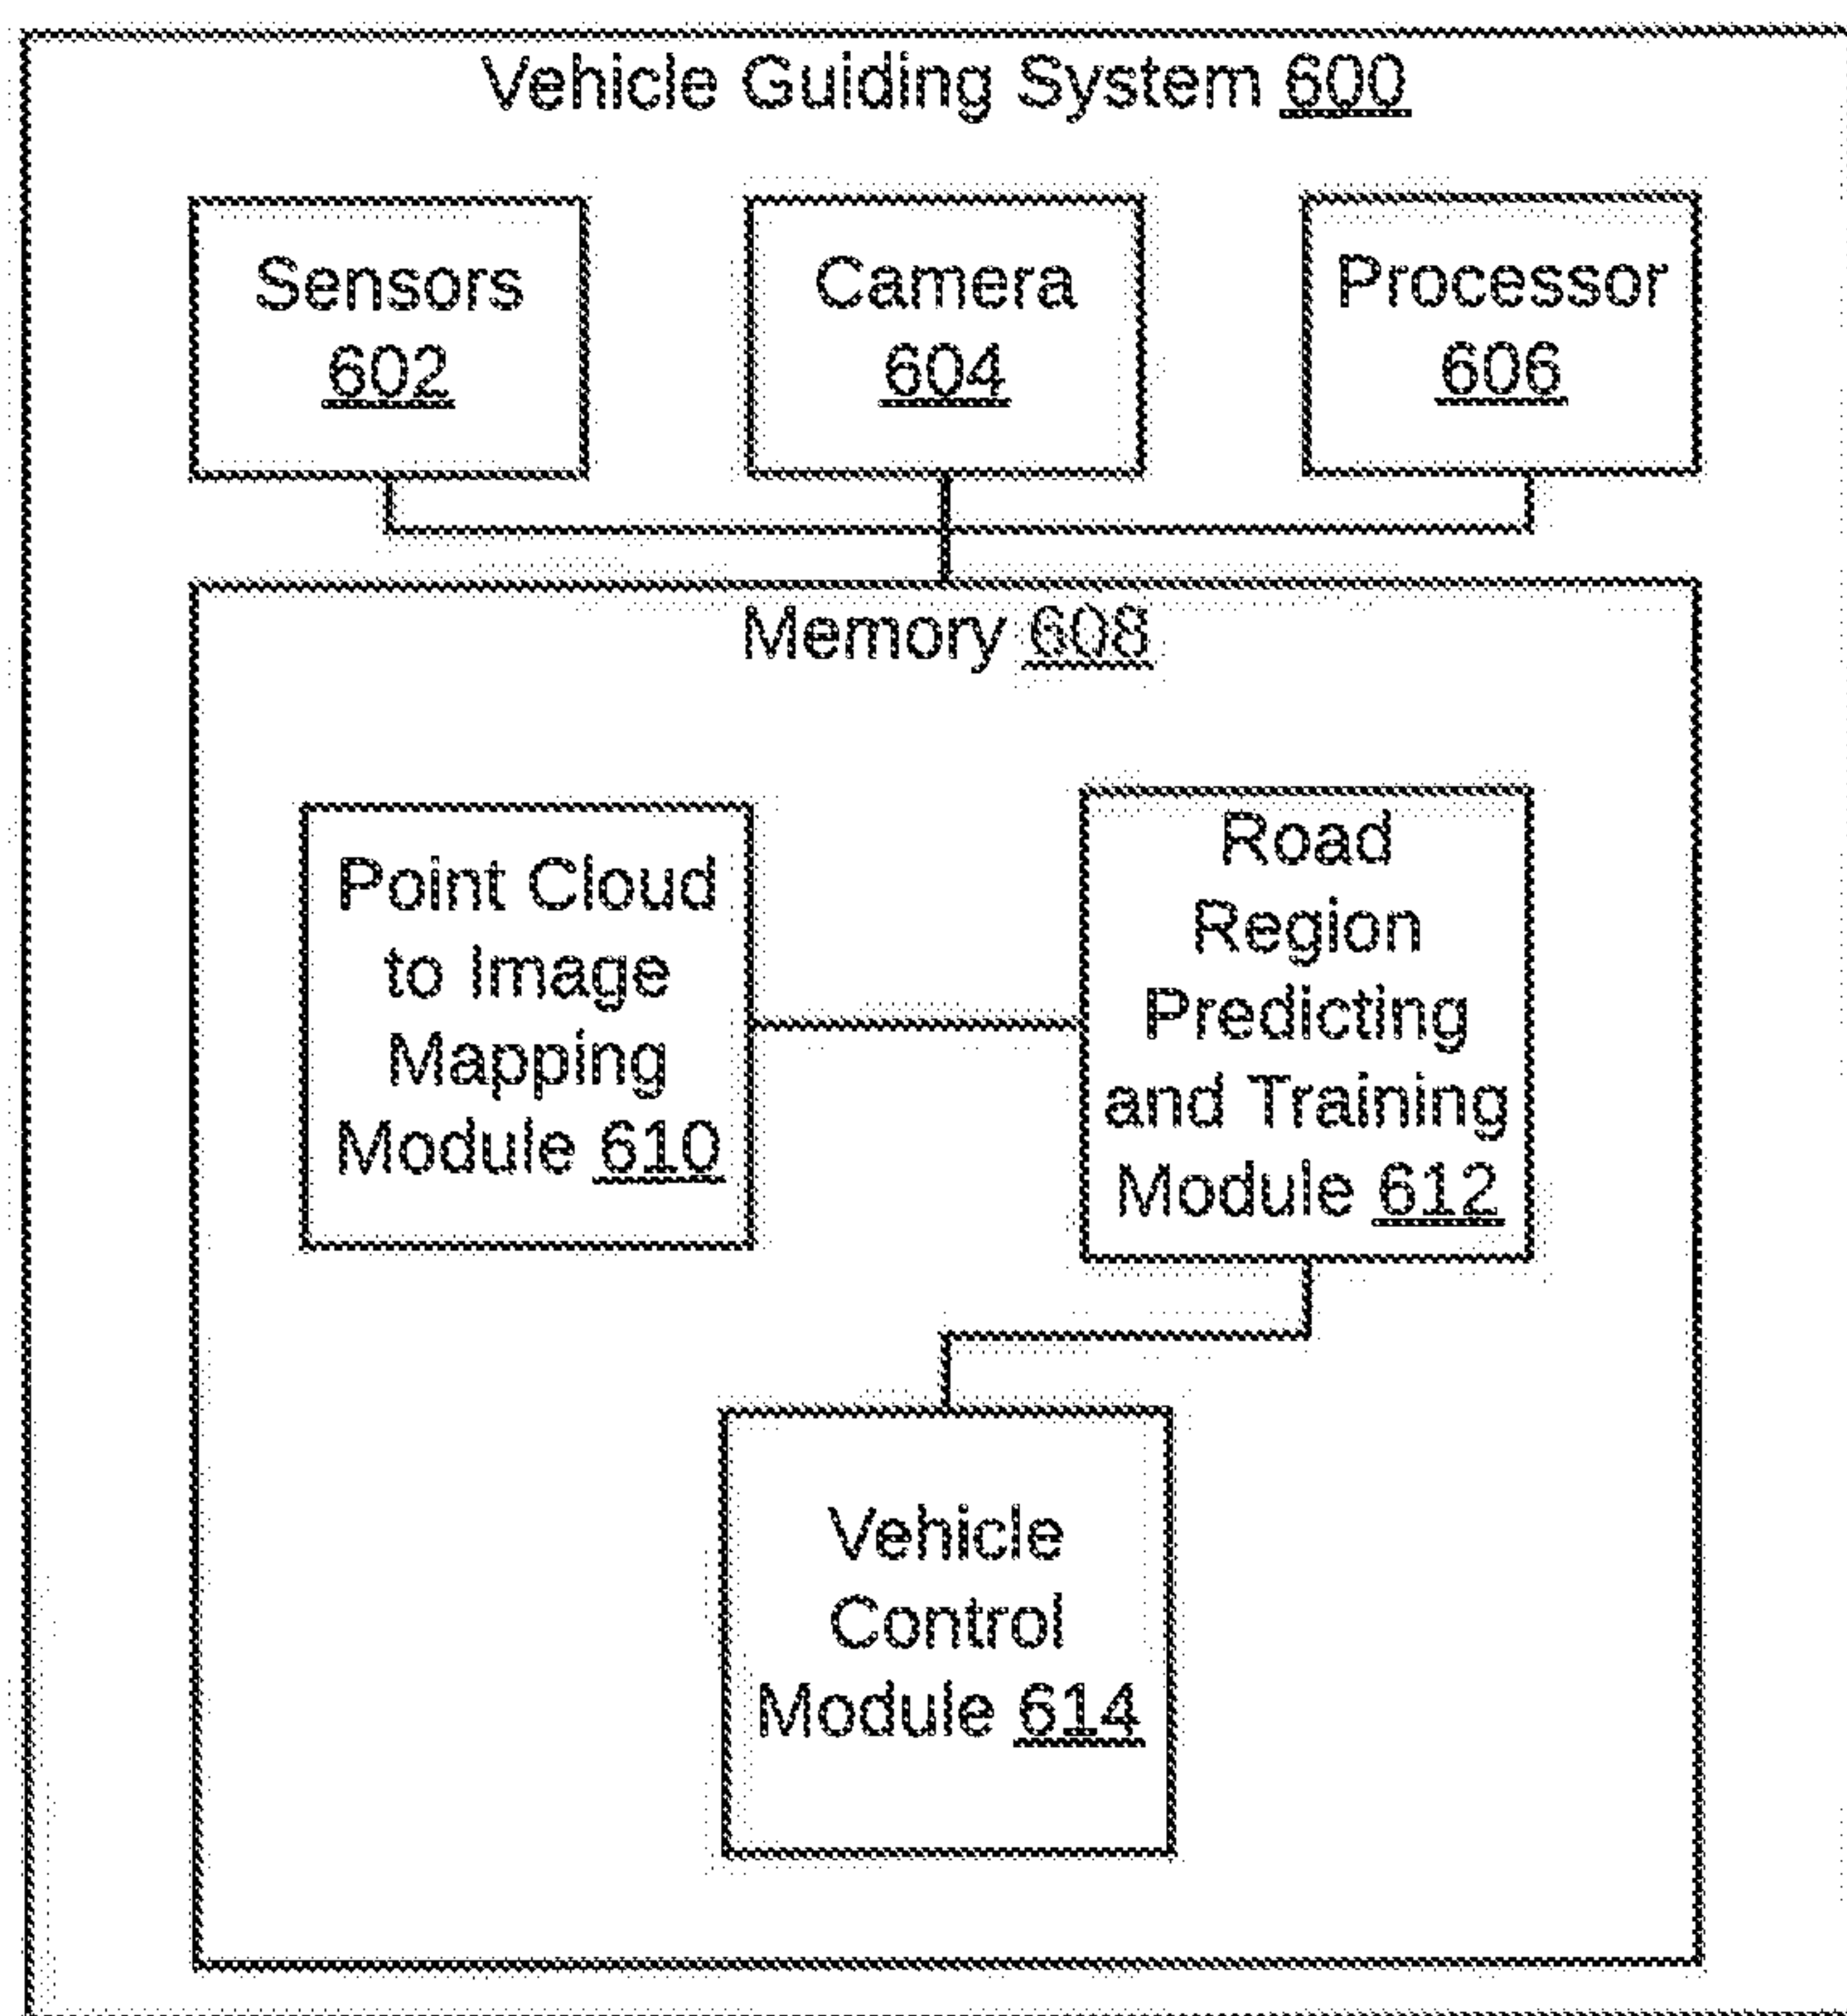 Vehicle Guiding System 600
Sensors
602
Camera
604
Processor
606
Memory 608
Point Cloud
to Image
Mapping
Module 610
Road
Region
Predicting
and Training
Module 612
Vehicle
Control
Module 614